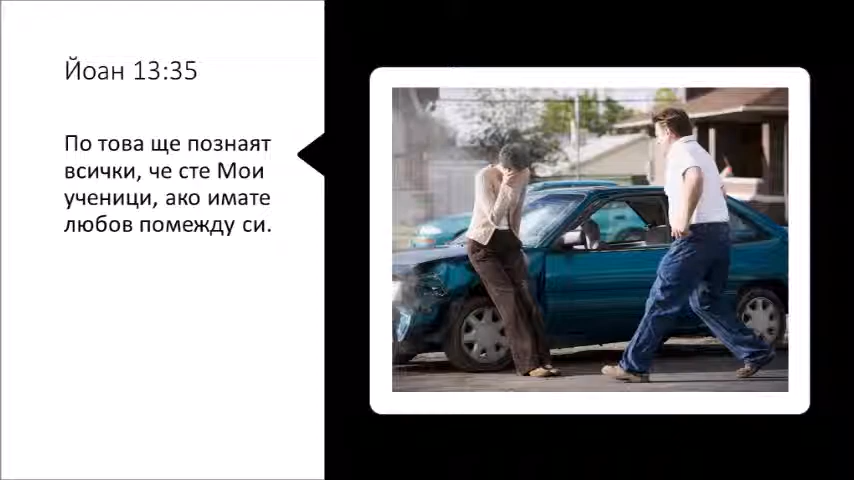 Йоан 13:35
По това ще познаят
всички, че сте Мои
ученици, ако имате
любов помежду си.